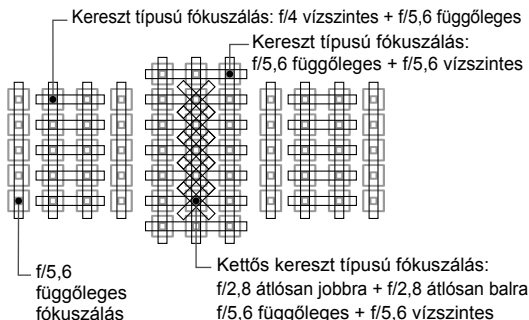 Kereszt típusú fókuszálás: f/4 vízszintes + f/5,6 függőleges
Kereszt típusú fókuszálás:
f/5,6 függőleges + f/5,6 vízszintes
f/5,6
függőleges
fókuszálás
Kettős kereszt típusú fókuszálás:
f/2,8 átlósan jobbra + f/2,8 átlósan balra
f/5,6 függőleges + f/5,6 vízszintes